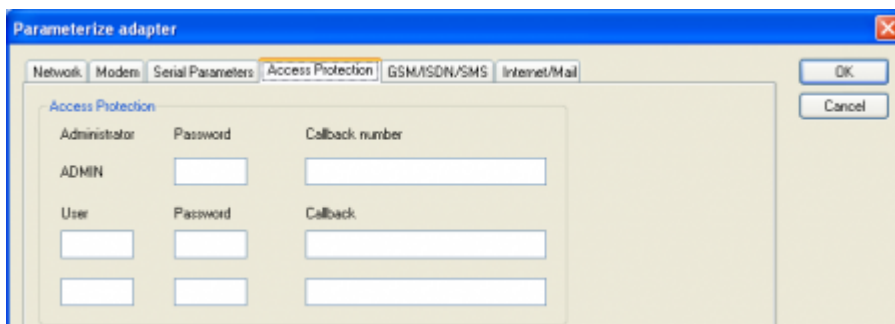 Parameterize adapter
Network Modem Serial Parameters Access Protection GSM/ISDN/SMS Internet/Mail
OK
Cancel
Access Protection
Administrator Password Callback number
ADMIN
User Password Callback